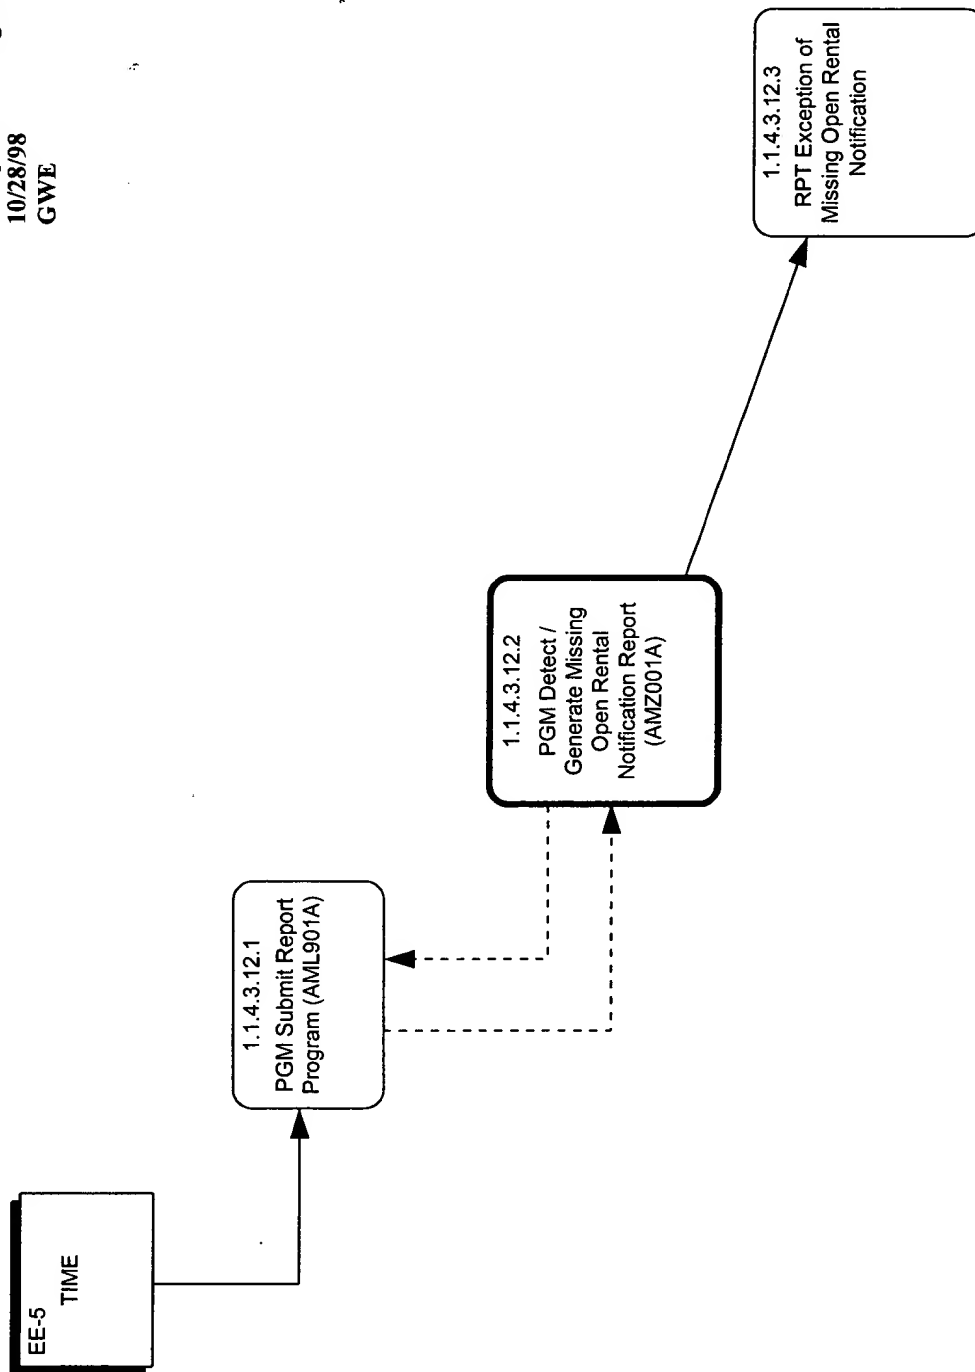 10/28/98
GWE
EE-5
TIME
1.1.4.3.12.1
PGM Submit Report
Program (AML901A)
1.1.4.3.12.2
PGM Detect /
Generate Missing
Open Rental
Notification Report
(AMZ001A)
1.1.4.3.12.3
RPT Exception of
Missing Open Rental
Notification